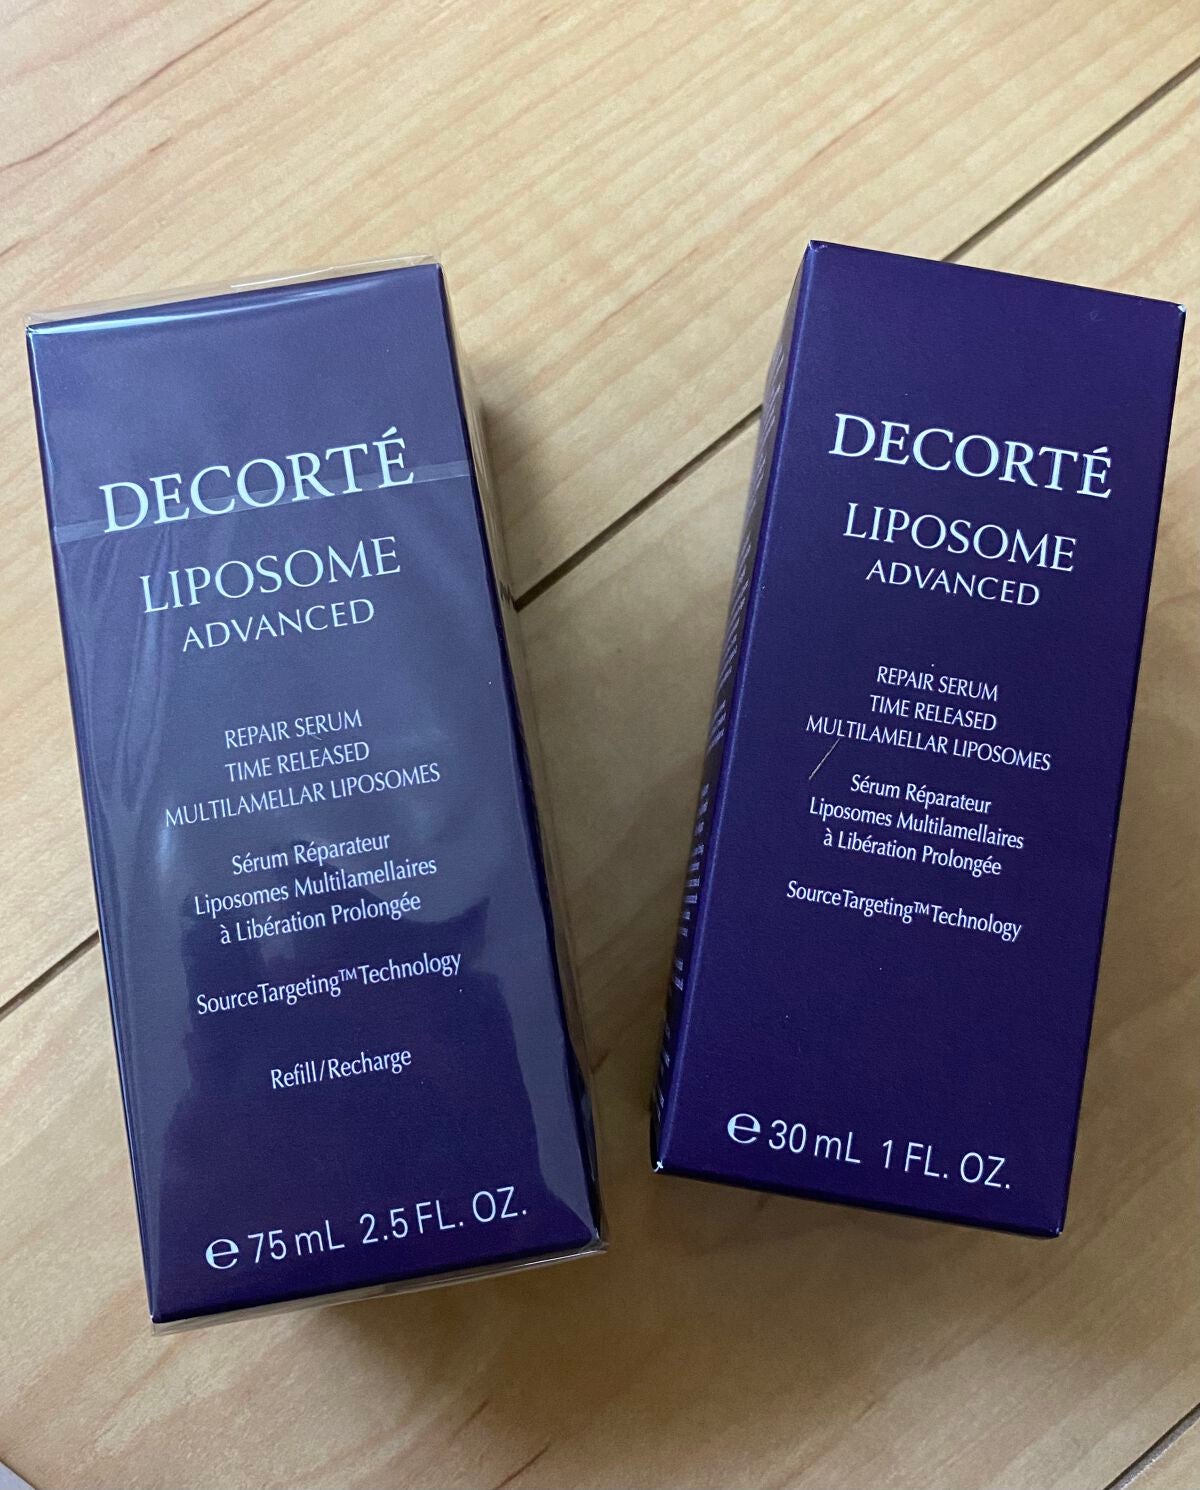 DECORTÉ
LIPOSOME
ADVANCED
REPAIR SERUM
TIME RELEASED
MULTILAMELLAR LIPOSOMES
Sérum Réparateur
Liposomes Multilamellaires
à Libération Prolongée
SourceTargeting™Technology
Refill/Recharge
℮ 75 mL 2.5 FL. OZ.
DECORTÉ
LIPOSOME
ADVANCED
REPAIR SERUM
TIME RELEASED
MULTILAMELLAR LIPOSOMES
Sérum Réparateur
Liposomes Multilamellaires
à Libération Prolongée
SourceTargeting™Technology
℮ 30 mL 1 FL. OZ.